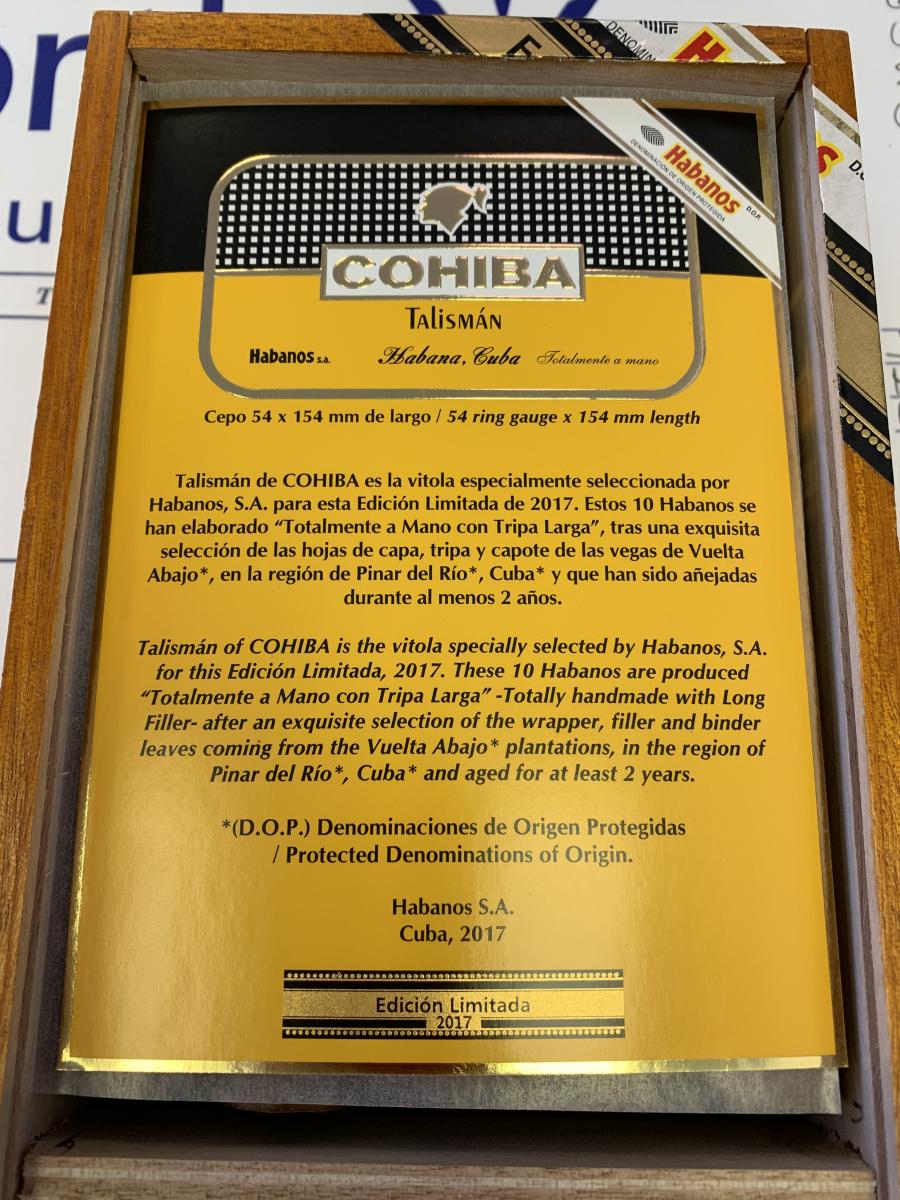 E
DENOMIN
H
COHIBA
Talismán
Habanos
DENOMINACIÓN DE ORIGEN PROTEGIDA
D.O.P.
Habanos s.a.
Habana, Cuba
Totalmente a mano
S
u
T
Cepo 54 x 154 mm de largo / 54 ring gauge x 154 mm length
Talismán de COHIBA es la vitola especialmente seleccionada por
Habanos, S.A. para esta Edición Limitada de 2017. Estos 10 Habanos se
han elaborado “Totalmente a Mano con Tripa Larga”, tras una exquisita
selección de las hojas de capa, tripa y capote de las vegas de Vuelta
Abajo*, en la región de Pinar del Río*, Cuba* y que han sido añejadas
durante al menos 2 años.
Talismán of COHIBA is the vitola specially selected by Habanos, S.A.
for this Edición Limitada, 2017. These 10 Habanos are produced
“Totalmente a Mano con Tripa Larga” -Totally handmade with Long
Filler- after an exquisite selection of the wrapper, filler and binder
leaves coming from the Vuelta Abajo* plantations, in the region of
Pinar del Río*, Cuba* and aged for at least 2 years.
*(D.O.P.) Denominaciones de Origen Protegidas
/ Protected Denominations of Origin.
Habanos S.A.
Cuba, 2017
Edición Limitada
2017